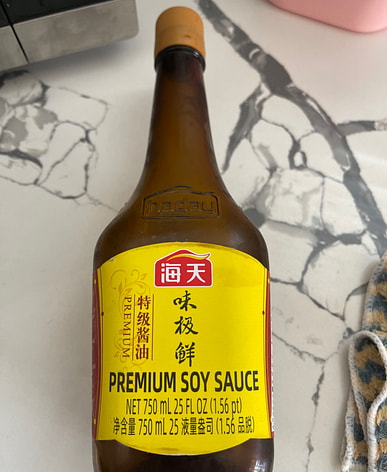 haday
海天
特级酱油
PREMIUM
味极鲜
PREMIUM SOY SAUCE
NET 750 mL 25 FL OZ (1.56 pt)
净含量 750 mL 25 液量盎司 (1.56 品脱)